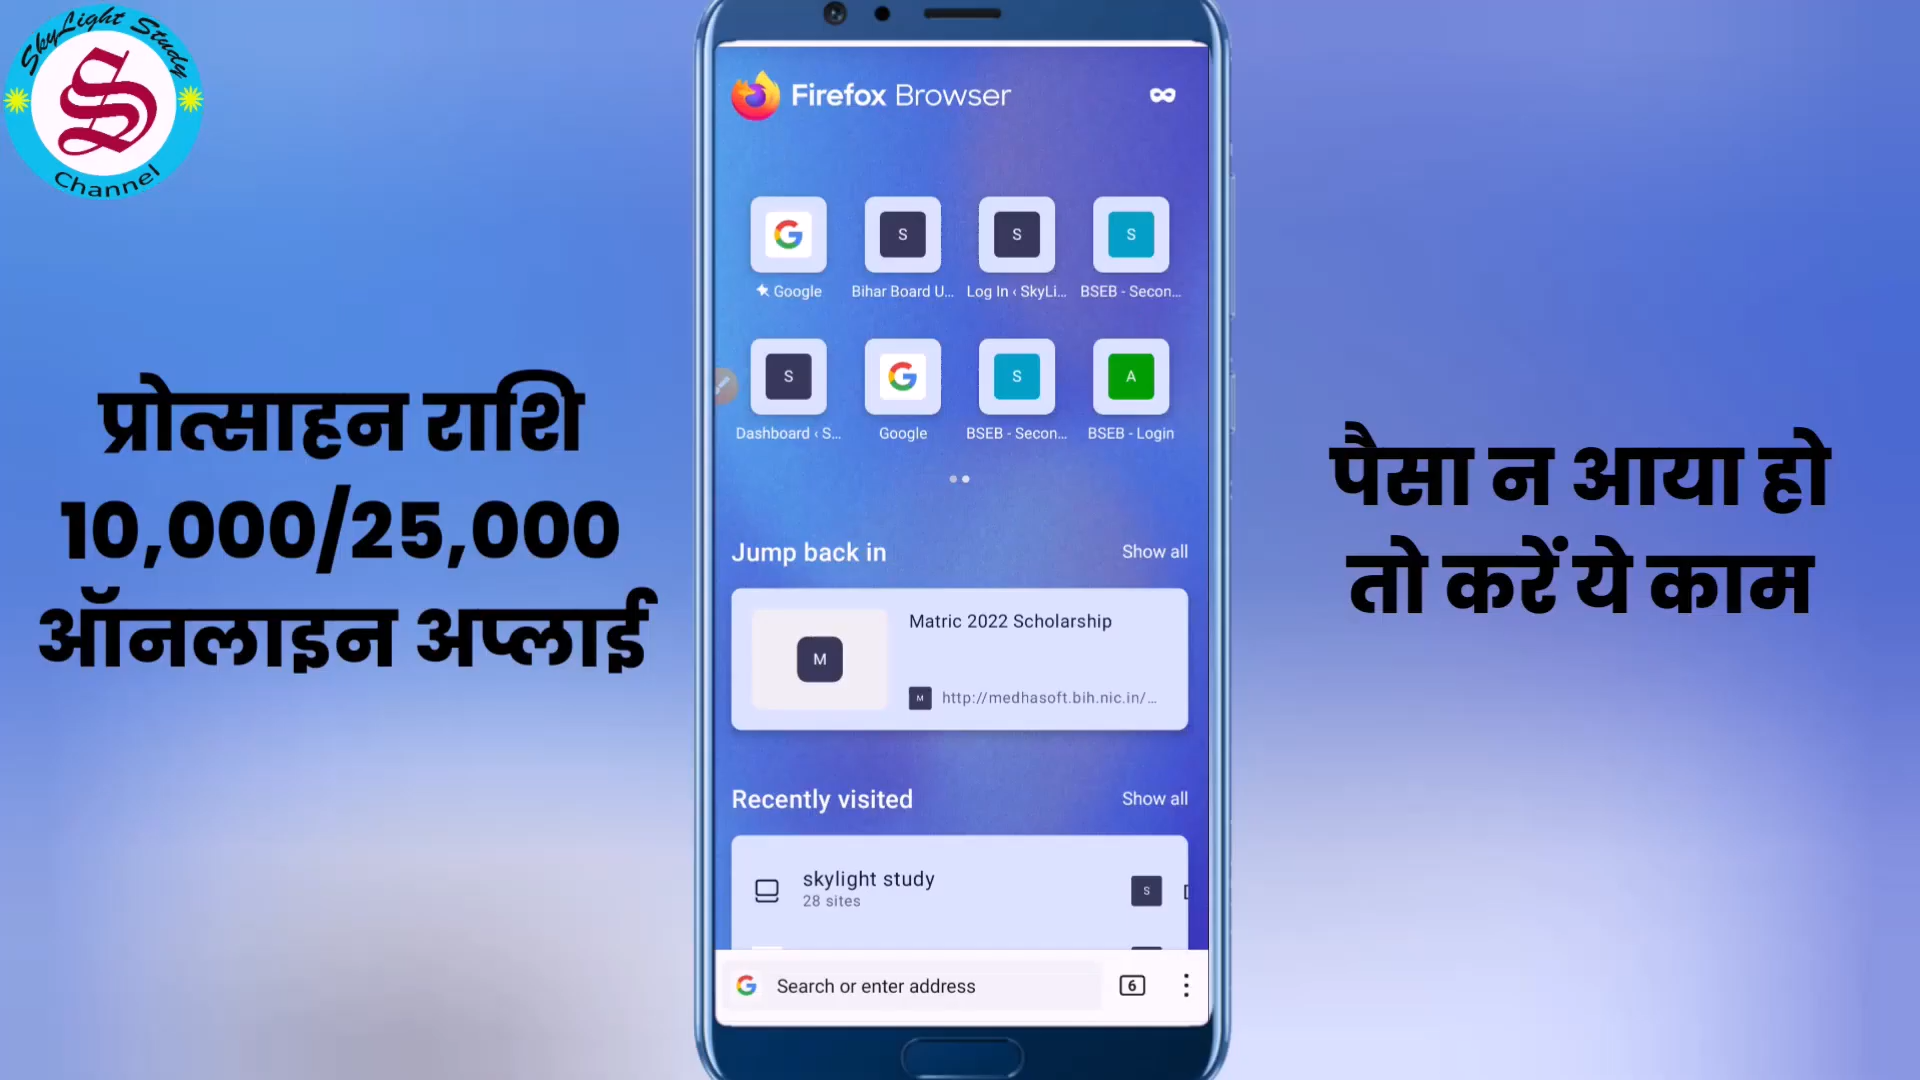 SkyLight Study
S
Channel
प्रोत्साहन राशि
10,000/25,000
ऑनलाइन अप्लाई
Firefox Browser
S
S
S
Google
Bihar Board U...
Log In ‹ SkyLi...
BSEB - Secon...
S
S
A
Dashboard ‹ S...
Google
BSEB - Secon...
BSEB - Login
Jump back in
Show all
Matric 2022 Scholarship
M
M
http://medhasoft.bih.nic.in/...
Recently visited
Show all
skylight study
28 sites
S
Search or enter address
6
पैसा न आया हो
तो करें ये काम